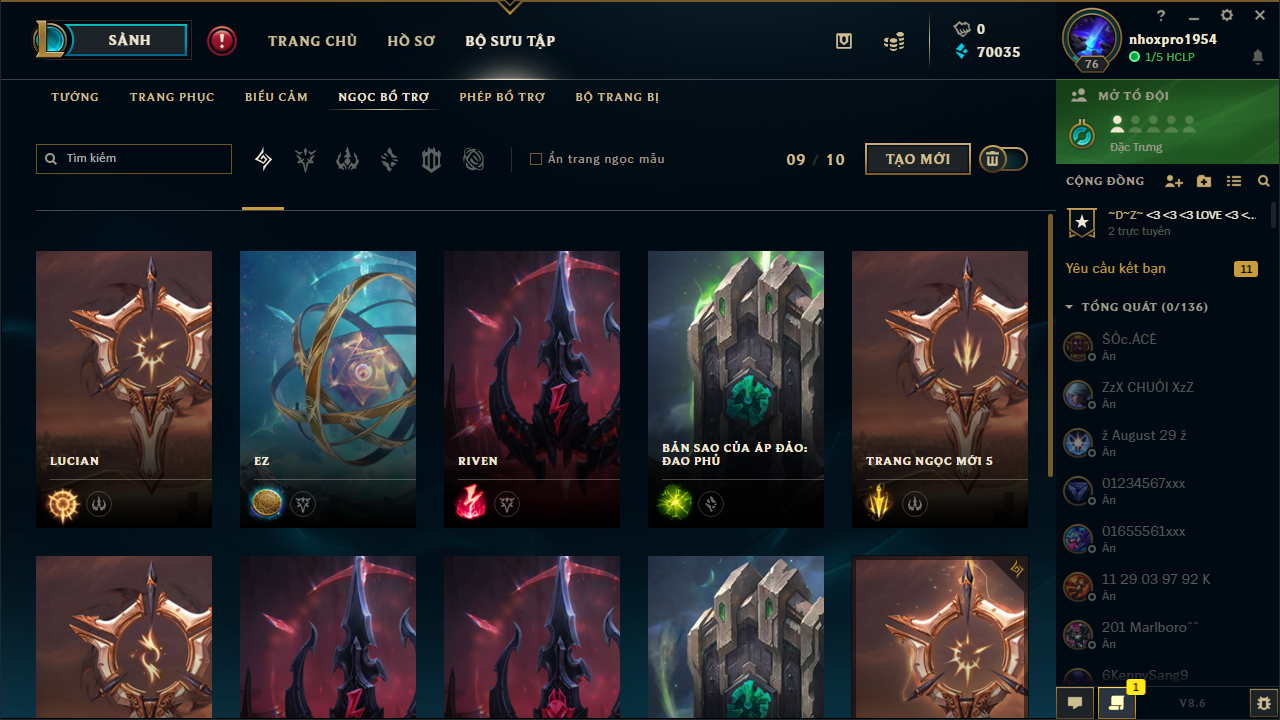 SẢNH
TRANG CHỦ
HỒ SƠ
BỘ SƯU TẬP
0
70035
76
nhoxpro1954
1/5 HCLP
TƯỚNG
TRANG PHỤC
BIỂU CẢM
NGỌC BỔ TRỢ
PHÉP BỔ TRỢ
BỘ TRANG BỊ
MỞ TỔ ĐỘI
Đặc Trưng
Tìm kiếm
Ẩn trang ngọc mẫu
09 / 10
TẠO MỚI
CỘNG ĐỒNG
~D~Z~ <3 <3 <3 LOVE <3 <...
2 trực tuyến
Yêu cầu kết bạn
11
TỔNG QUÁT (0/136)
ŠÔc.ÁCÈ
Ẩn
ZzX CHUỐI XzZ
Ẩn
ž August 29 ž
Ẩn
01234567xxx
Ẩn
01655561xxx
Ẩn
11 29 03 97 92 K
Ẩn
201 Marlboro^^
Ẩn
6KennySang9
LUCIAN
EZ
RIVEN
BẢN SAO CỦA ÁP ĐẢO:
ĐAO PHỦ
TRANG NGỌC MỚI 5
1
V8.6